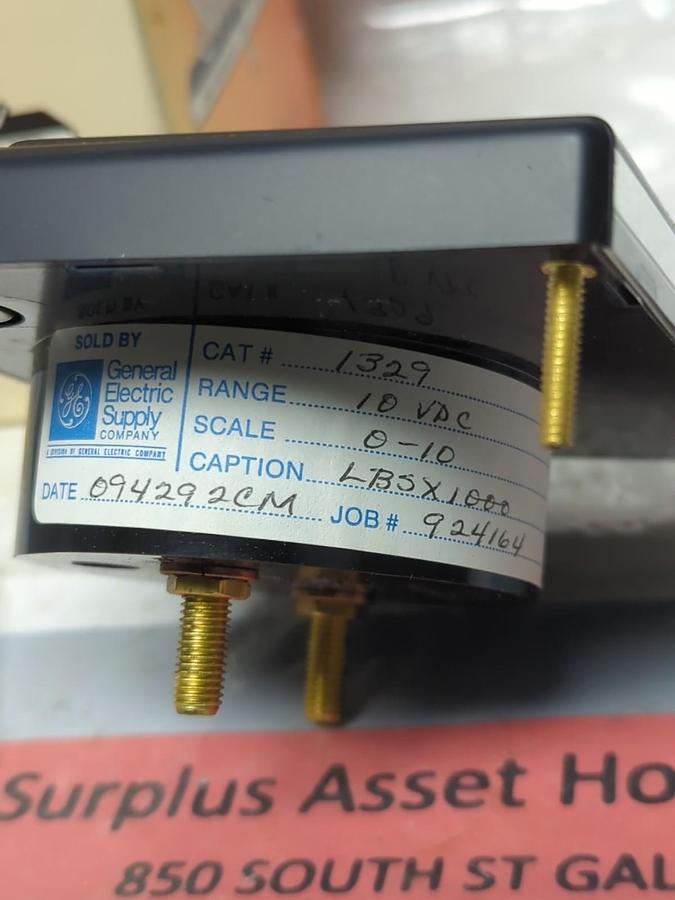 SOLD BY
GE
General
Electric
Supply
COMPANY
A DIVISION OF GENERAL ELECTRIC COMPANY
CAT # 1329
RANGE 10 VDC
SCALE 0-10
CAPTION LBSX1000
DATE 094292CM JOB # 924164
Surplus Asset Ho
850 SOUTH ST GAL